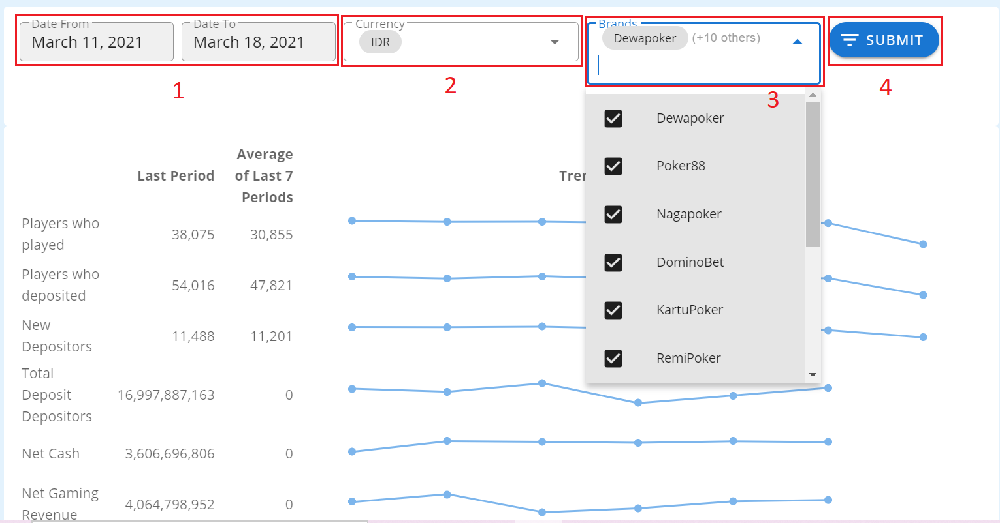 Date From
Date To
Currency
Brands
March 11, 2021
March 18, 2021
IDR
Dewapoker (+10 others)
SUBMIT
1
2
3
4
Dewapoker
Poker88
Nagapoker
DominoBet
KartuPoker
RemiPoker
Last Period
Average
of Last 7
Periods
Players who
played
38,075
30,855
Players who
deposited
54,016
47,821
New
Depositors
11,488
11,201
Total
Deposit
Depositors
16,997,887,163
0
Net Cash
3,606,696,806
0
Net Gaming
Revenue
4,064,798,952
0